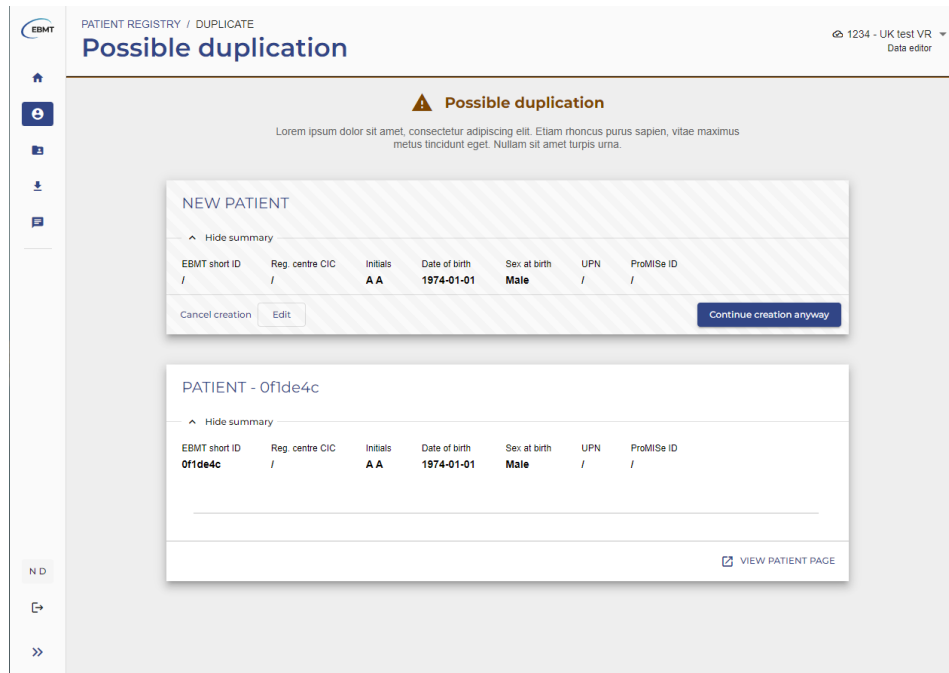 EBMT
PATIENT REGISTRY / DUPLICATE
Possible duplication
1234 - UK test VR
Data editor
Possible duplication
Lorem ipsum dolor sit amet, consectetur adipiscing elit. Etiam rhoncus purus sapien, vitae maximus
metus tincidunt eget. Nullam sit amet turpis urna.
NEW PATIENT
Hide summary
EBMT short ID Reg. centre CIC Initials Date of birth Sex at birth UPN ProMISe ID
/ / A A 1974-01-01 Male / /
Cancel creation Edit Continue creation anyway
PATIENT - 0f1de4c
Hide summary
EBMT short ID Reg. centre CIC Initials Date of birth Sex at birth UPN ProMISe ID
0f1de4c / A A 1974-01-01 Male / /
VIEW PATIENT PAGE
N D